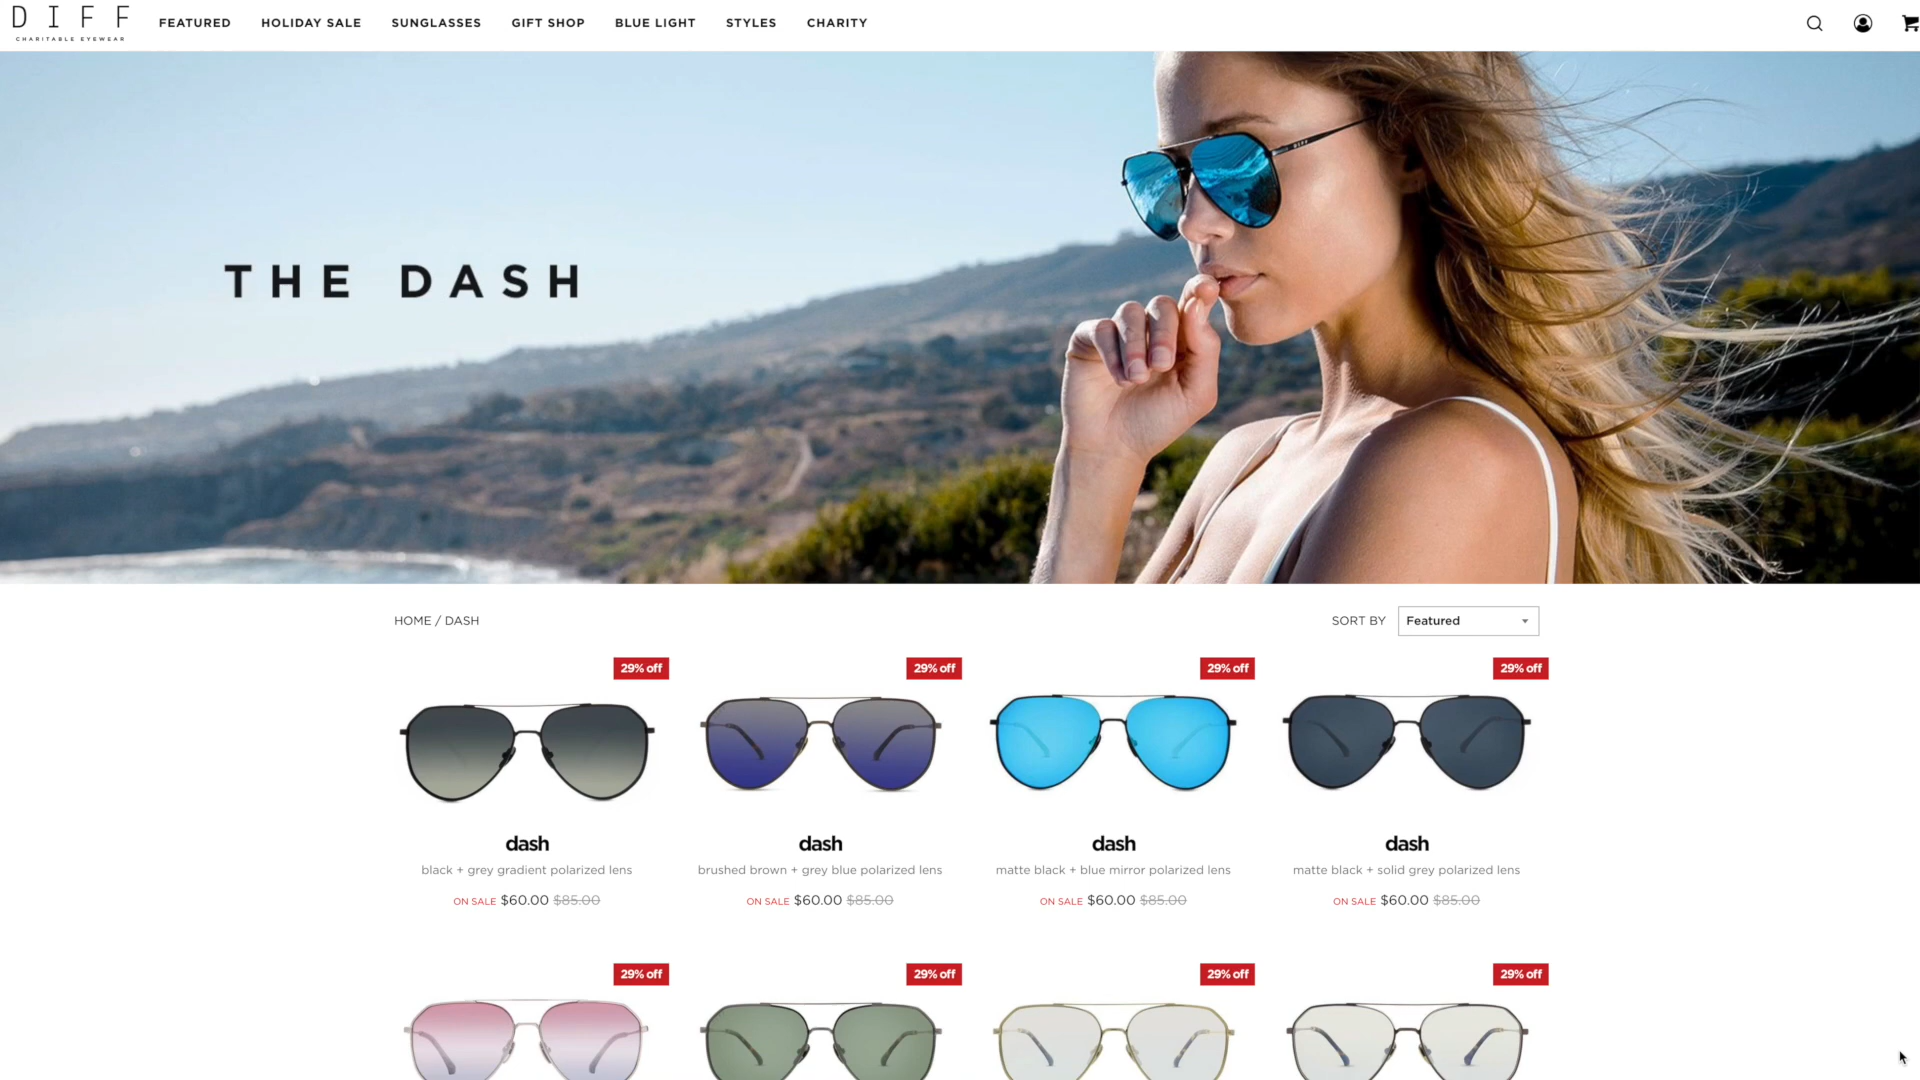 DIFF
CHARITABLE EYEWEAR
FEATURED HOLIDAY SALE SUNGLASSES GIFT SHOP BLUE LIGHT STYLES CHARITY
THE DASH
HOME / DASH
SORT BY Featured
29% off 29% off 29% off 29% off
dash dash dash dash
black + grey gradient polarized lens brushed brown + grey blue polarized lens matte black + blue mirror polarized lens matte black + solid grey polarized lens
ON SALE $60.00 $85.00 ON SALE $60.00 $85.00 ON SALE $60.00 $85.00 ON SALE $60.00 $85.00
29% off 29% off 29% off 29% off